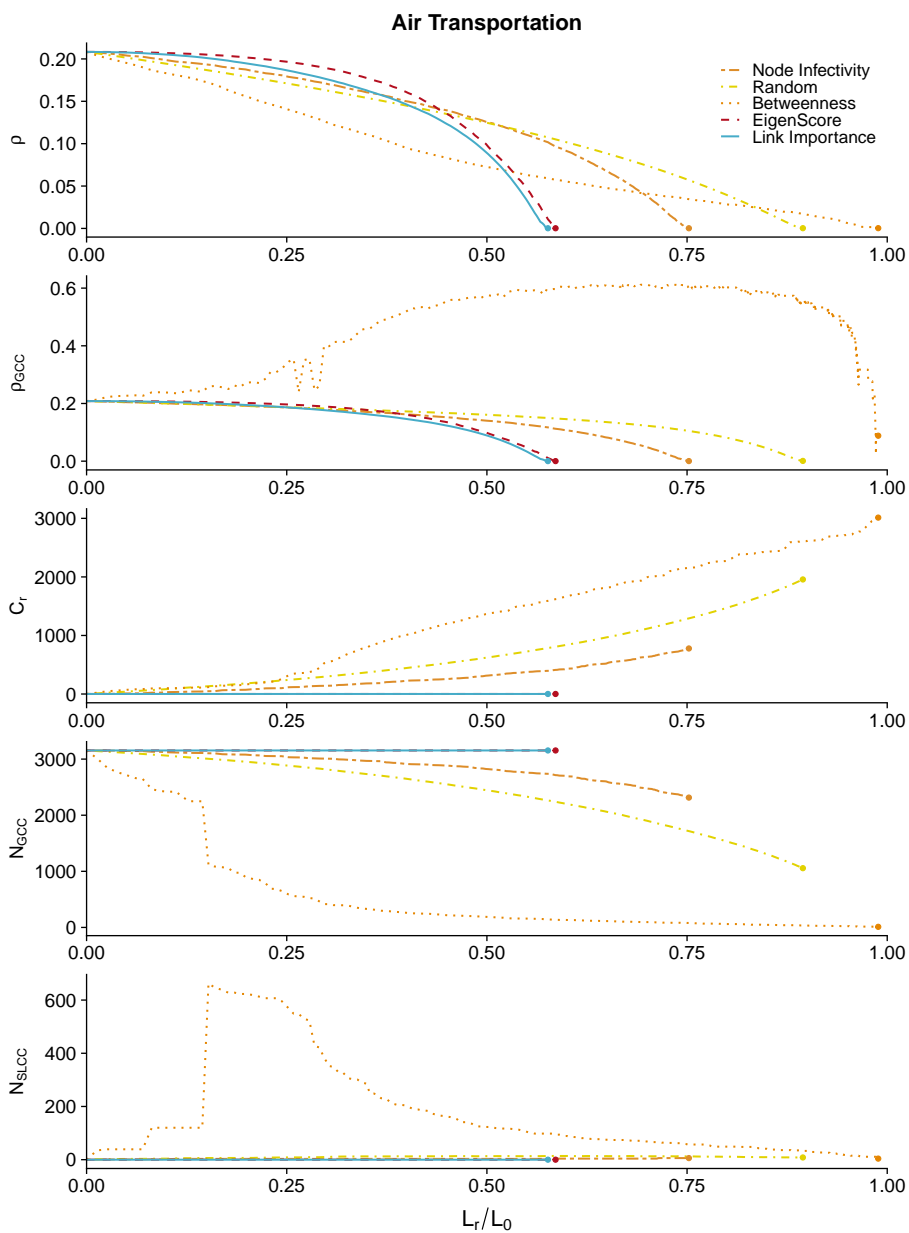 Air Transportation
ρ
0.20
0.15
0.10
0.05
0.00
Node Infectivity
Random
Betweenness
EigenScore
Link Importance
0.00 0.25 0.50 0.75 1.00
ρGCC
0.6
0.4
0.2
0.0
0.00 0.25 0.50 0.75 1.00
Cr
3000
2000
1000
0
0.00 0.25 0.50 0.75 1.00
NGCC
3000
2000
1000
0
0.00 0.25 0.50 0.75 1.00
NSLCC
600
400
200
0
0.00 0.25 0.50 0.75 1.00
Lr/L0